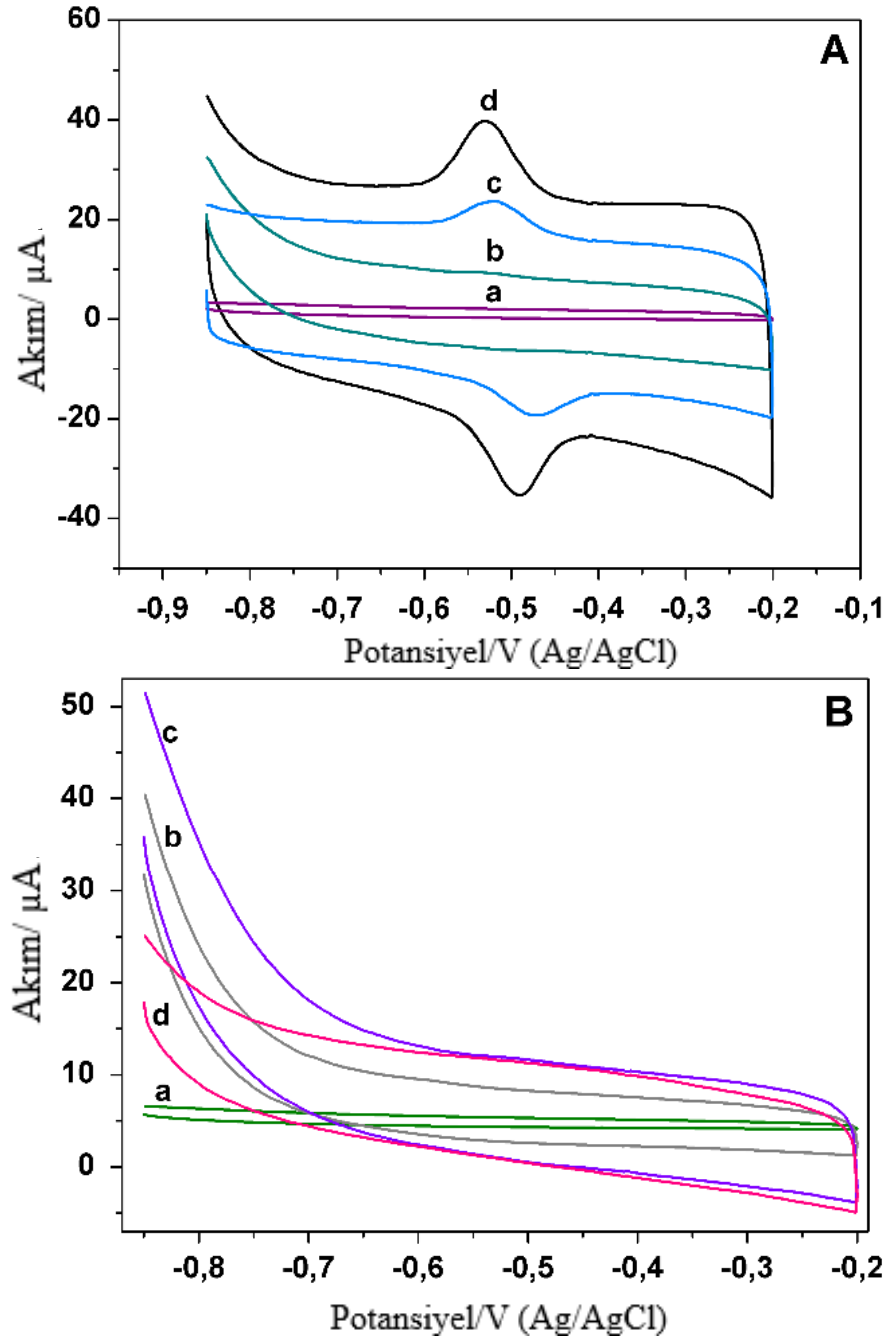 A
60
40
20
0
-20
-40
d
c
b
a
Akım/ µA
-0,9 -0,8 -0,7 -0,6 -0,5 -0,4 -0,3 -0,2 -0,1
Potansiyel/V (Ag/AgCl)
B
50
40
30
20
10
0
c
b
d
a
Akım/ µA
-0,8 -0,7 -0,6 -0,5 -0,4 -0,3 -0,2
Potansiyel/V (Ag/AgCl)